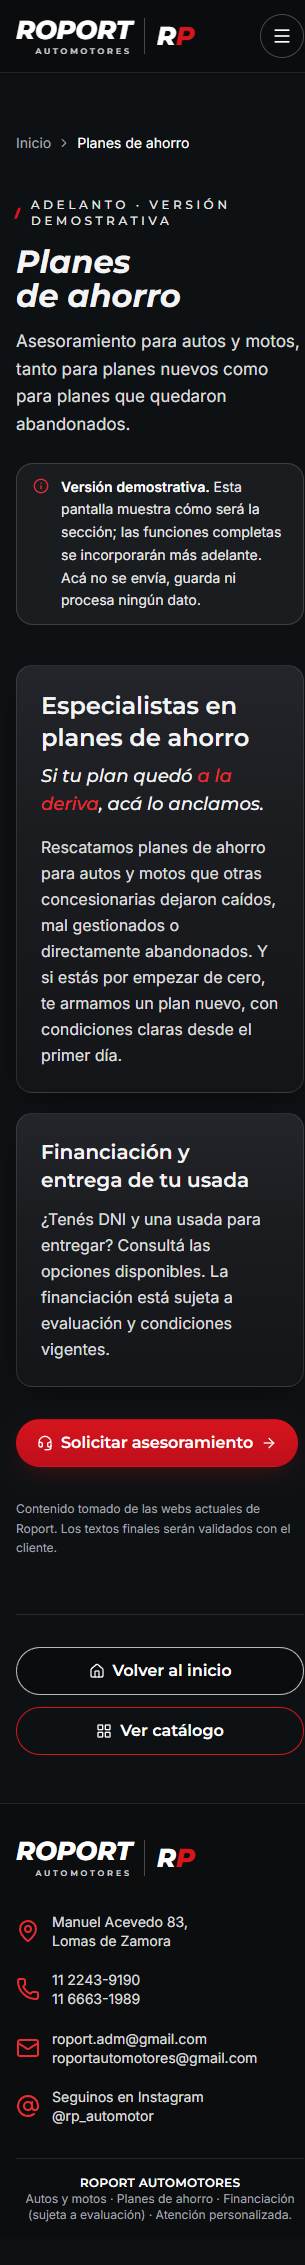 ROPORT RP
AUTOMOTORES
Inicio > Planes de ahorro
ADELANTO · VERSIÓN
DEMOSTRATIVA
Planes
de ahorro
Asesoramiento para autos y motos,
tanto para planes nuevos como
para planes que quedaron
abandonados.
Versión demostrativa. Esta
pantalla muestra cómo será la
sección; las funciones completas
se incorporarán más adelante.
Acá no se envía, guarda ni
procesa ningún dato.
Especialistas en
planes de ahorro
Si tu plan quedó a la
deriva, acá lo anclamos.
Rescatamos planes de ahorro
para autos y motos que otras
concesionarias dejaron caídos,
mal gestionados o
directamente abandonados. Y
si estás por empezar de cero,
te armamos un plan nuevo, con
condiciones claras desde el
primer día.
Financiación y
entrega de tu usada
¿Tenés DNI y una usada para
entregar? Consultá las
opciones disponibles. La
financiación está sujeta a
evaluación y condiciones
vigentes.
Solicitar asesoramiento →
Contenido tomado de las webs actuales de
Roport. Los textos finales serán validados con el
cliente.
Volver al inicio
Ver catálogo
ROPORT RP
AUTOMOTORES
Manuel Acevedo 83,
Lomas de Zamora
11 2243-9190
11 6663-1989
roport.adm@gmail.com
roportautomotores@gmail.com
Seguinos en Instagram
@rp_automotor
ROPORT AUTOMOTORES
Autos y motos · Planes de ahorro · Financiación
(sujeta a evaluación) · Atención personalizada.